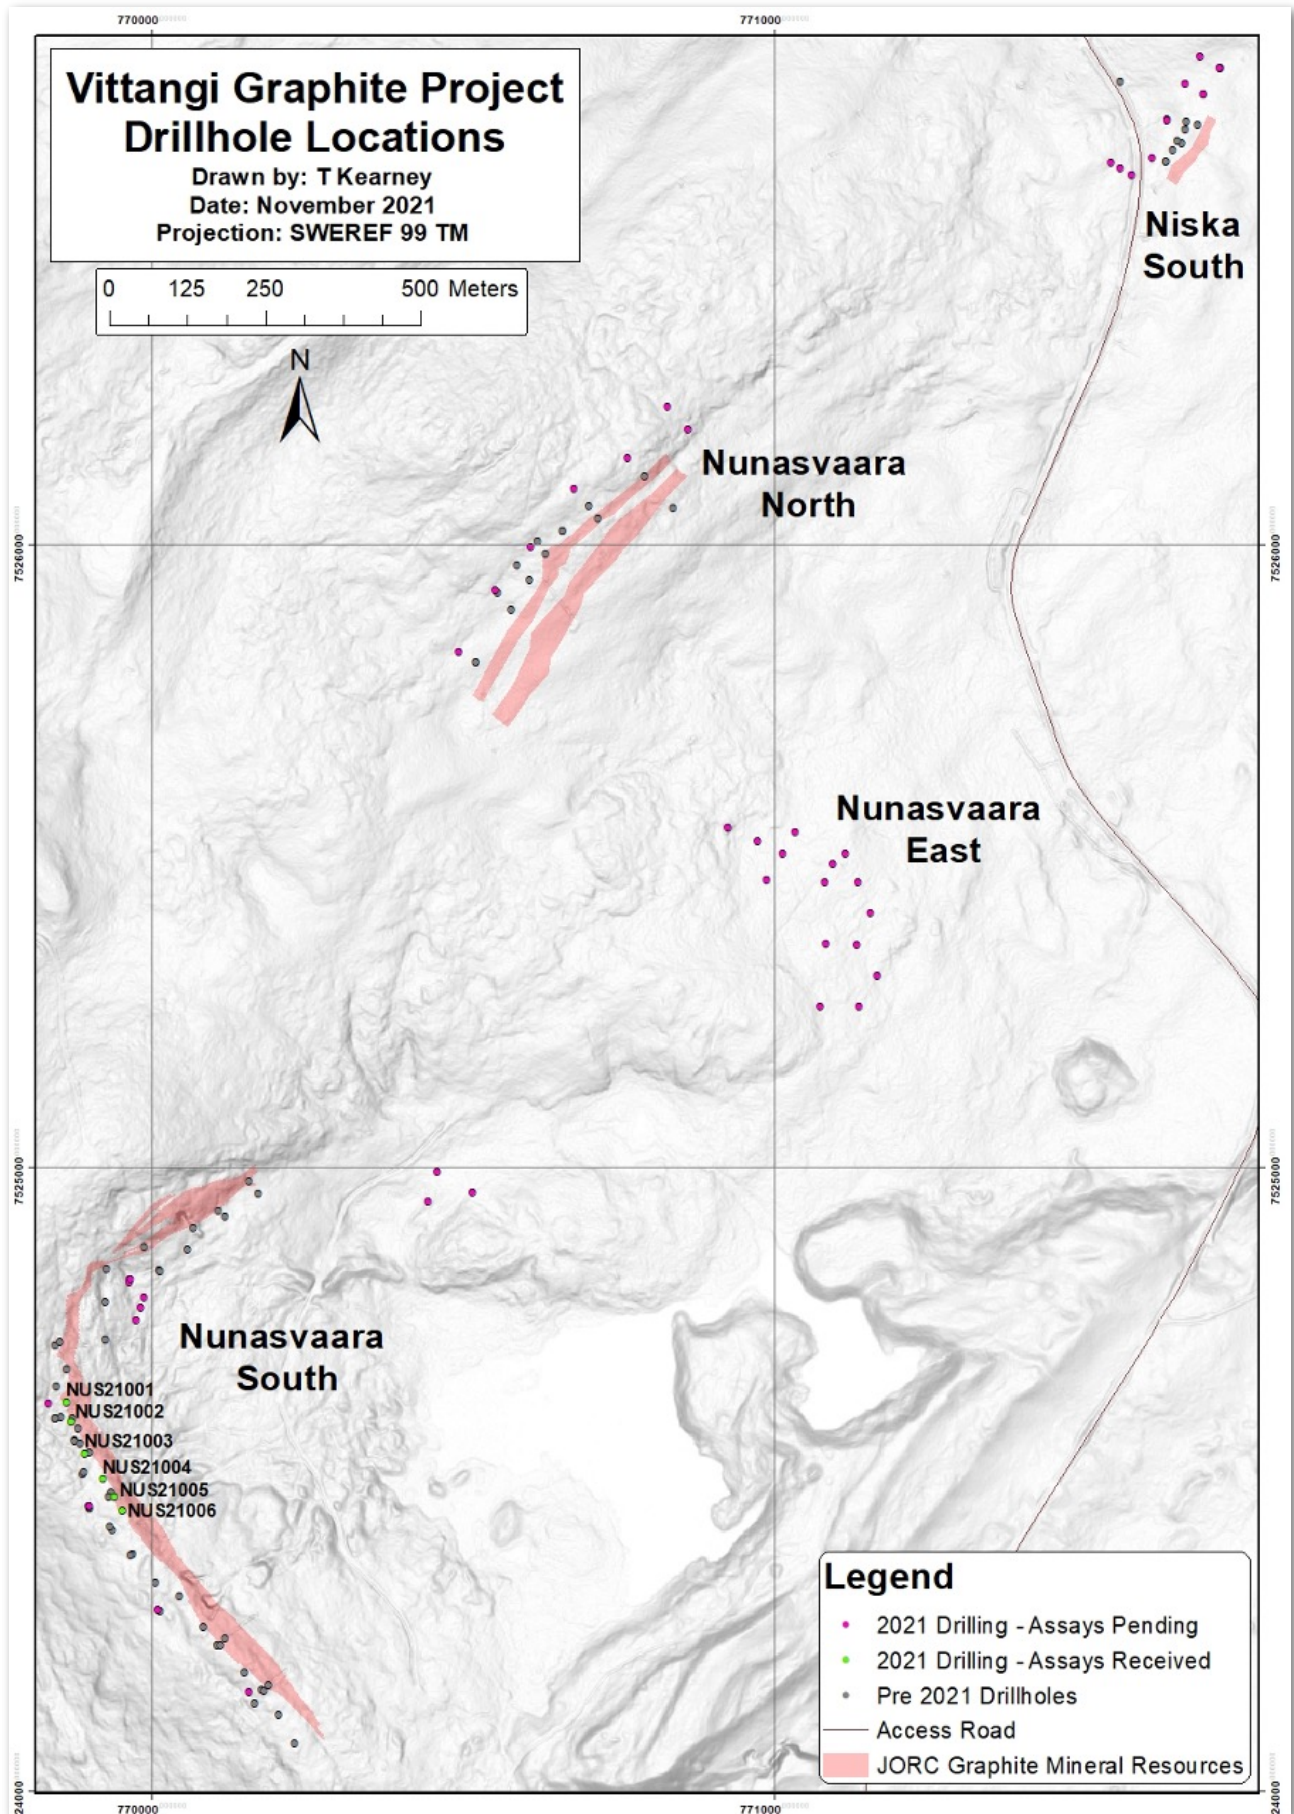 770000
771000
Vittangi Graphite Project
Drillhole Locations
Drawn by: T Kearney
Date: November 2021
Projection: SWEREF 99 TM
0 125 250 500 Meters
N
Niska
South
Nunasvaara
North
7526000
7526000
Nunasvaara
East
7525000
7525000
Nunasvaara
South
NUS21001
NUS21002
NUS21003
NUS21004
NUS21005
NUS21006
Legend
2021 Drilling - Assays Pending
2021 Drilling - Assays Received
Pre 2021 Drillholes
Access Road
JORC Graphite Mineral Resources
24000
24000
770000
771000